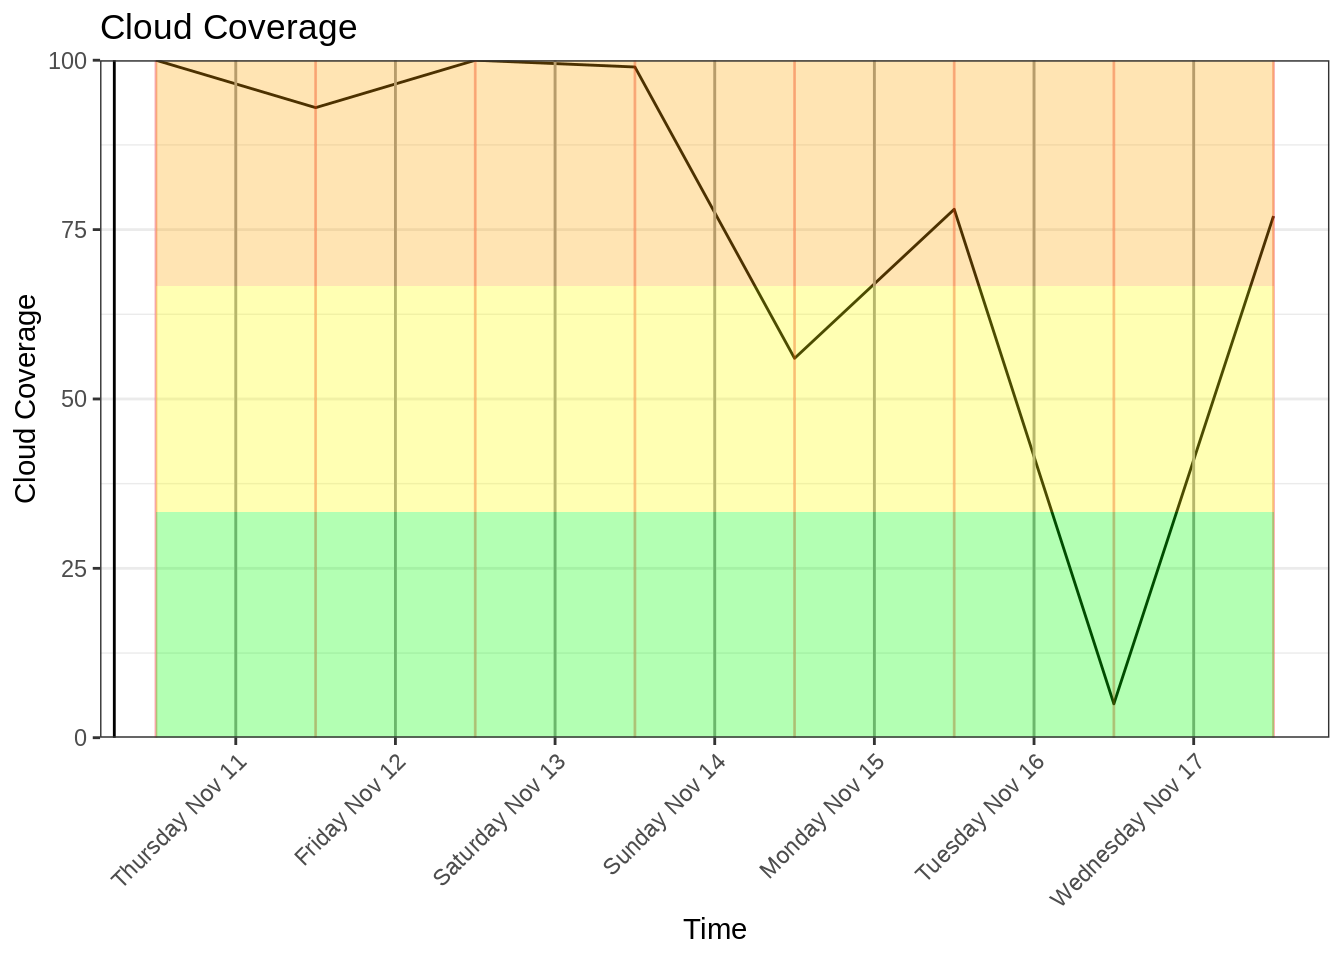 Cloud Coverage
100
75
50
25
0
Cloud Coverage
Thursday Nov 11
Friday Nov 12
Saturday Nov 13
Sunday Nov 14
Monday Nov 15
Tuesday Nov 16
Wednesday Nov 17
Time